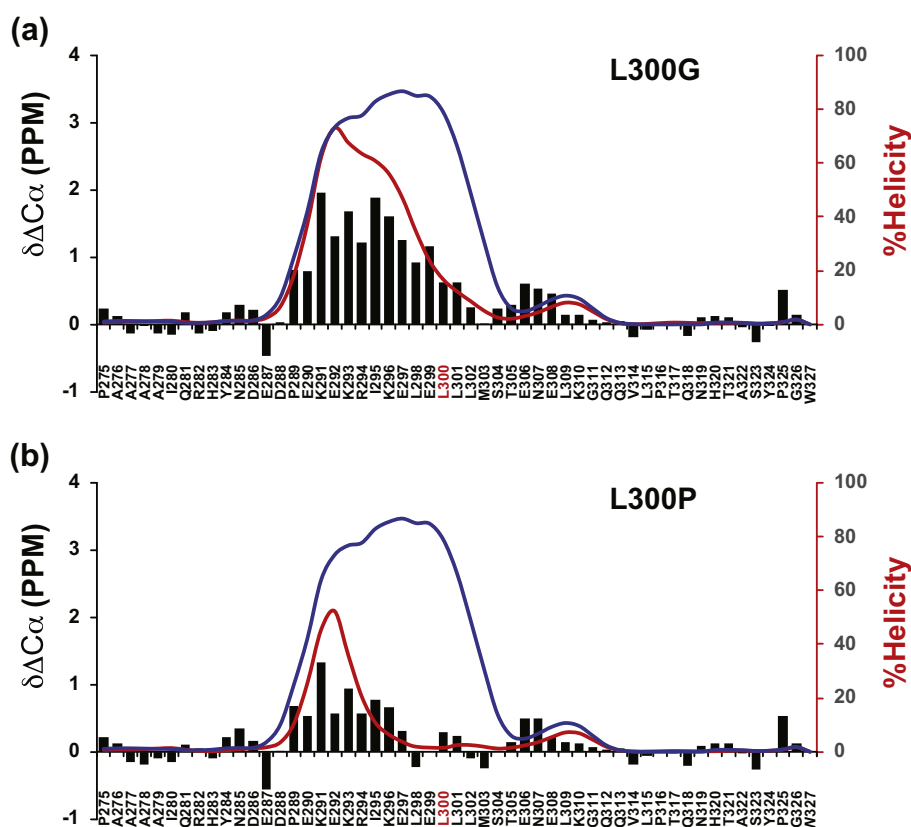 (a)
L300G
δΔCα (PPM)
%Helicity
4
3
2
1
0
-1
100
80
60
40
20
0
P275 A276 A277 A278 A279 I280 Q281 R282 H283 Y284 N285 D286 E287 D288 P289 E290 K291 E292 K293 R294 I295 K296 E297 L298 E299 L300 L301 L302 M303 S304 T305 E306 N307 E308 L309 K310 G311 Q312 Q313 V314 L315 P316 T317 Q318 N319 H320 T321 A322 S323 Y324 P325 G326 W327
(b)
L300P
δΔCα (PPM)
%Helicity
4
3
2
1
0
-1
100
80
60
40
20
0
P275 A276 A277 A278 A279 I280 Q281 R282 H283 Y284 N285 D286 E287 D288 P289 E290 K291 E292 K293 R294 I295 K296 E297 L298 E299 L300 L301 L302 M303 S304 T305 E306 N307 E308 L309 K310 G311 Q312 Q313 V314 L315 P316 T317 Q318 N319 H320 T321 A322 S323 Y324 P325 G326 W327